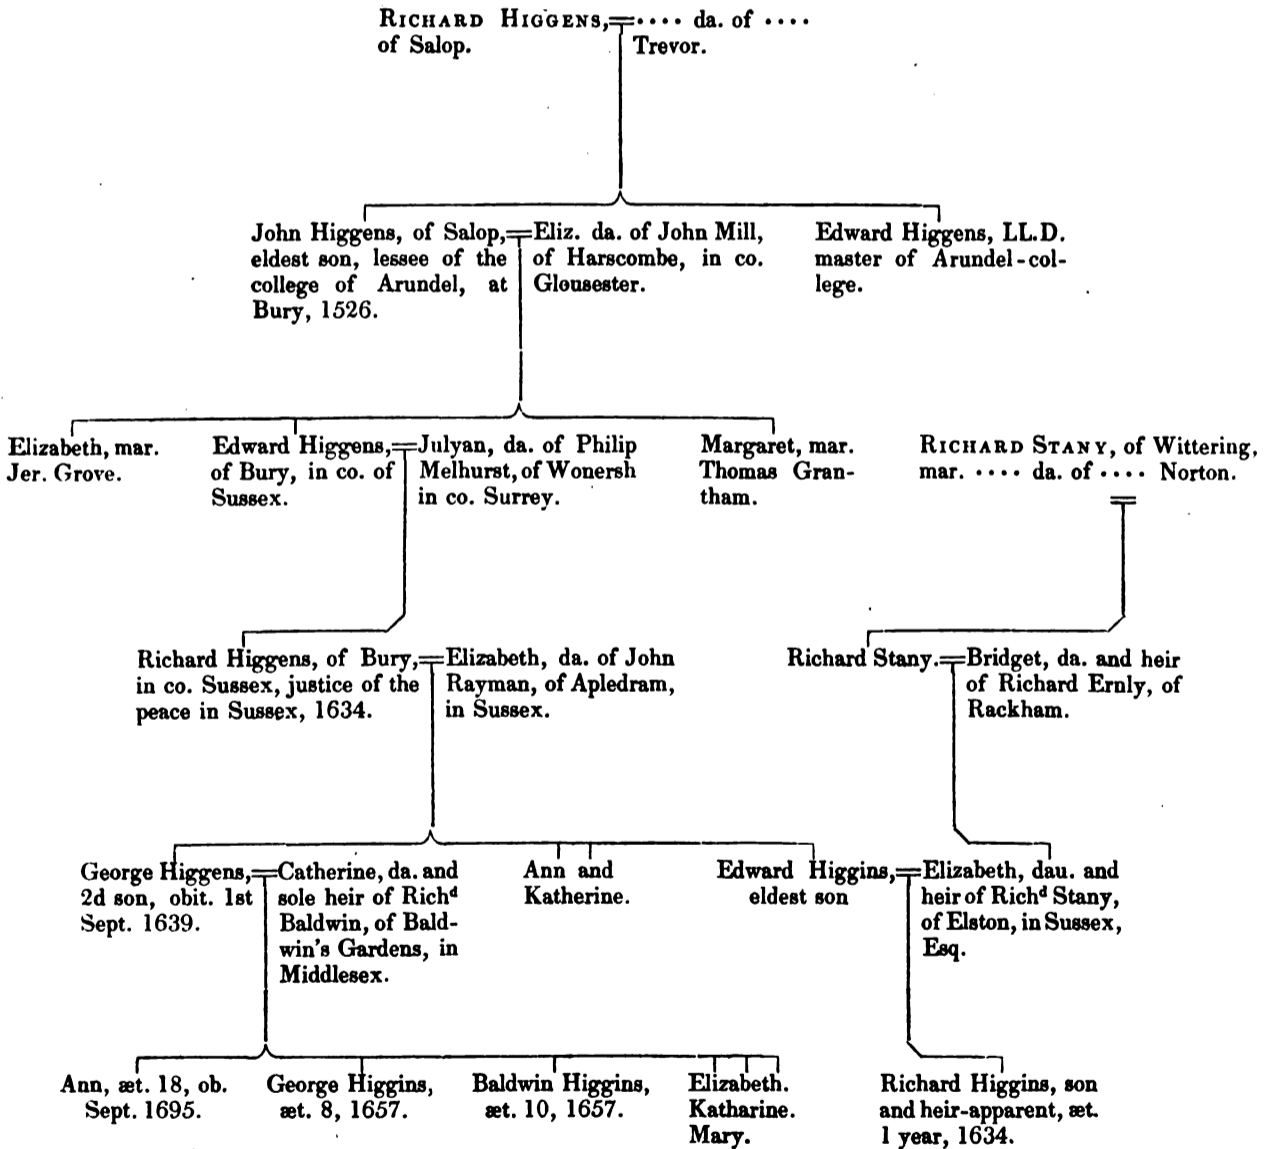 RICHARD HIGGENS,
of Salop.
···· da. of ····
Trevor.
John Higgens, of Salop,
eldest son, lessee of the
college of Arundel, at
Bury, 1526.
Eliz. da. of John Mill,
of Harscombe, in co.
Glousester.
Edward Higgens, LL.D.
master of Arundel-col-
lege.
Elizabeth, mar.
Jer. Grove.
Edward Higgens,
of Bury, in co. of
Sussex.
Julyan, da. of Philip
Melhurst, of Wonersh
in co. Surrey.
Margaret, mar.
Thomas Gran-
tham.
RICHARD STANY, of Wittering,
mar. ···· da. of ···· Norton.
Richard Higgens, of Bury,
in co. Sussex, justice of the
peace in Sussex, 1634.
Elizabeth, da. of John
Rayman, of Apledram,
in Sussex.
Richard Stany.
Bridget, da. and heir
of Richard Ernly, of
Rackham.
George Higgens,
2d son, obit. 1st
Sept. 1639.
Catherine, da. and
sole heir of Richᵈ
Baldwin, of Bald-
win's Gardens, in
Middlesex.
Ann and
Katherine.
Edward Higgins,
eldest son
Elizabeth, dau. and
heir of Richᵈ Stany,
of Elston, in Sussex,
Esq.
Ann, æt. 18, ob.
Sept. 1695.
George Higgins,
æt. 8, 1657.
Baldwin Higgins,
æt. 10, 1657.
Elizabeth.
Katharine.
Mary.
Richard Higgins, son
and heir-apparent, æt.
1 year, 1634.